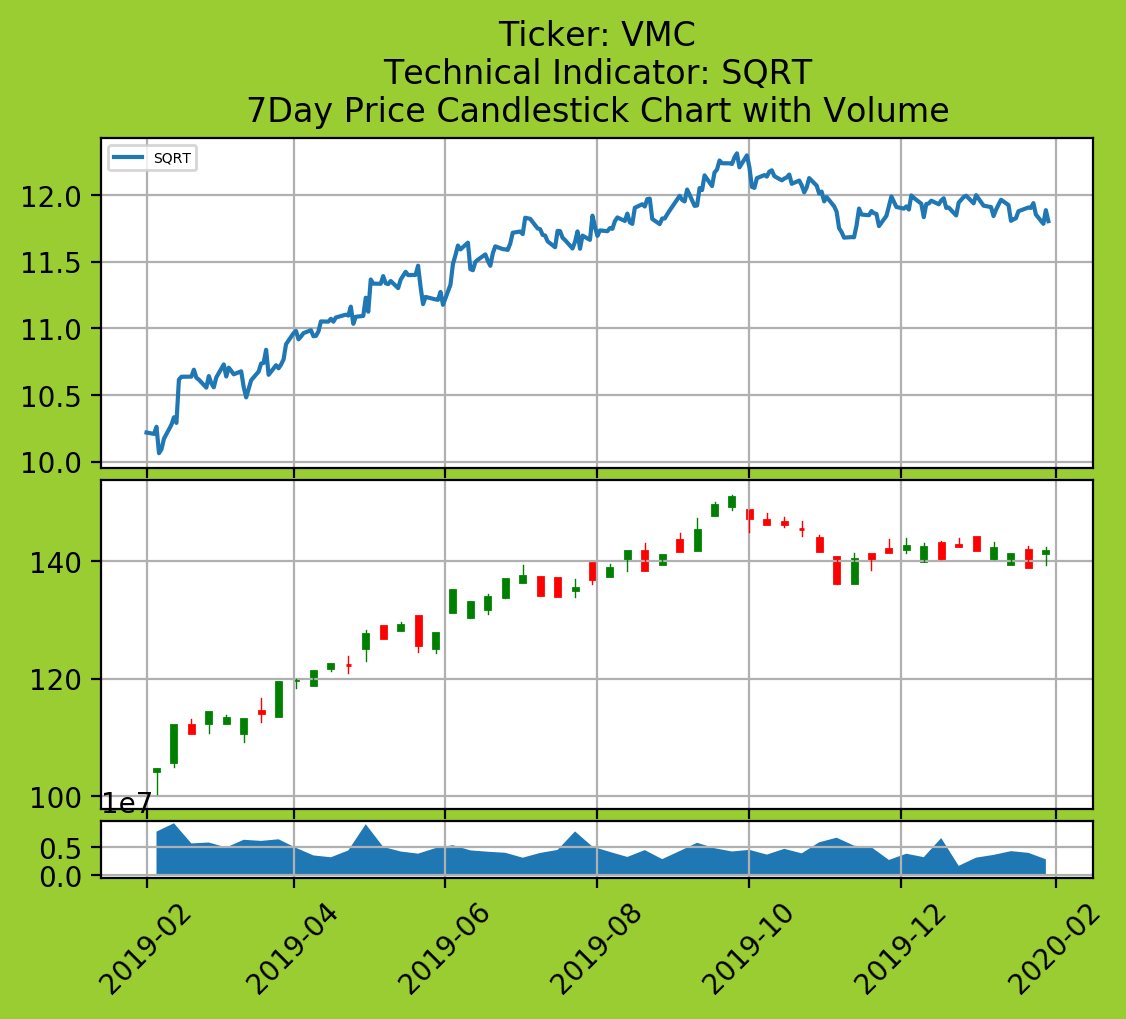 Ticker: VMC
Technical Indicator: SQRT
7Day Price Candlestick Chart with Volume
SQRT
12.0
11.5
11.0
10.5
10.0
140
120
100
1e7
0.5
0.0
2019-02 2019-04 2019-06 2019-08 2019-10 2019-12 2020-02